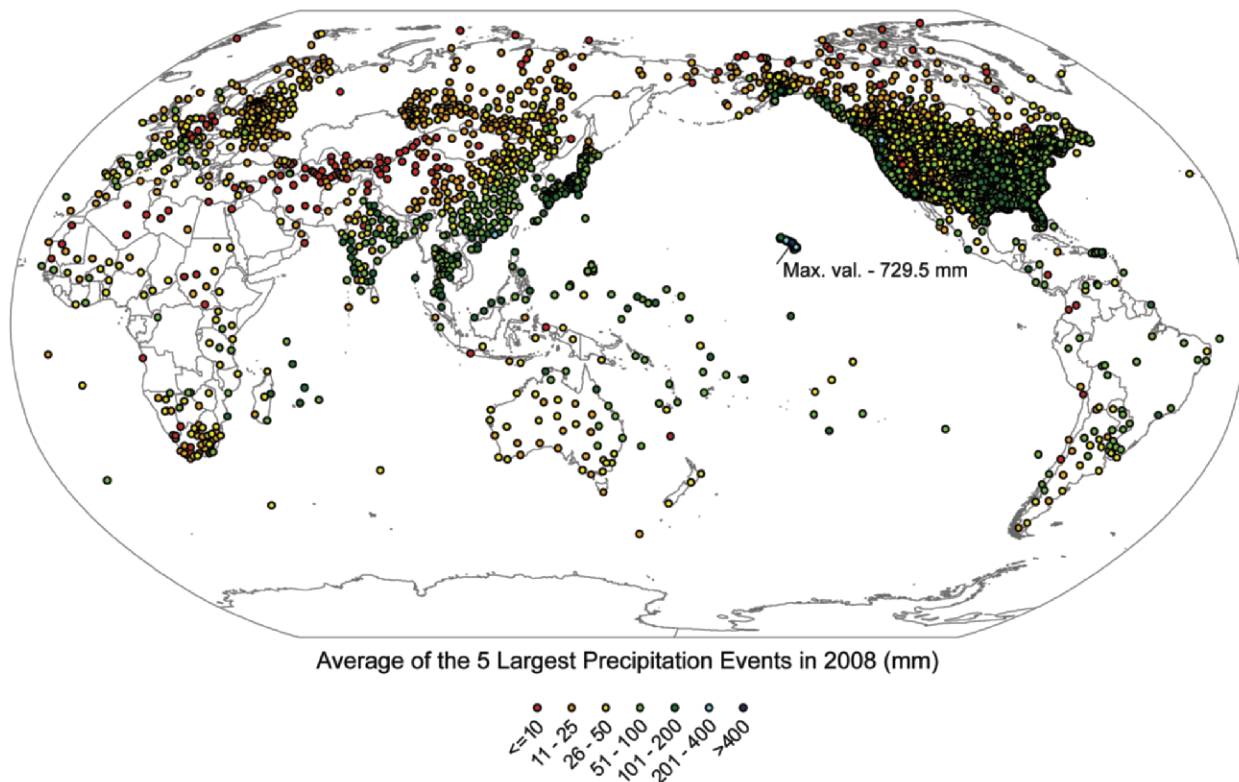 Max. val. - 729.5 mm
Average of the 5 Largest Precipitation Events in 2008 (mm)
<=10
11 - 25
26 - 50
51 - 100
101 - 200
201 - 400
>400